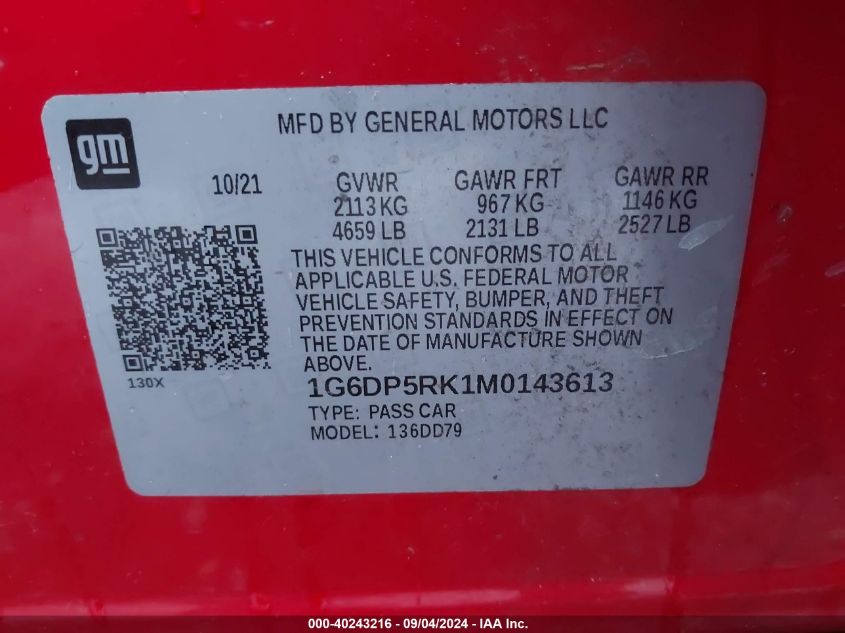 gm
MFD BY GENERAL MOTORS LLC
10/21 GVWR GAWR FRT GAWR RR
2113 KG 967 KG 1146 KG
4659 LB 2131 LB 2527 LB
THIS VEHICLE CONFORMS TO ALL
APPLICABLE U.S. FEDERAL MOTOR
VEHICLE SAFETY, BUMPER, AND THEFT
PREVENTION STANDARDS IN EFFECT ON
THE DATE OF MANUFACTURE SHOWN
ABOVE.
130X
1G6DP5RK1M0143613
TYPE: PASS CAR
MODEL: 136DD79
000-40243216 - 09/04/2024 - IAA Inc.